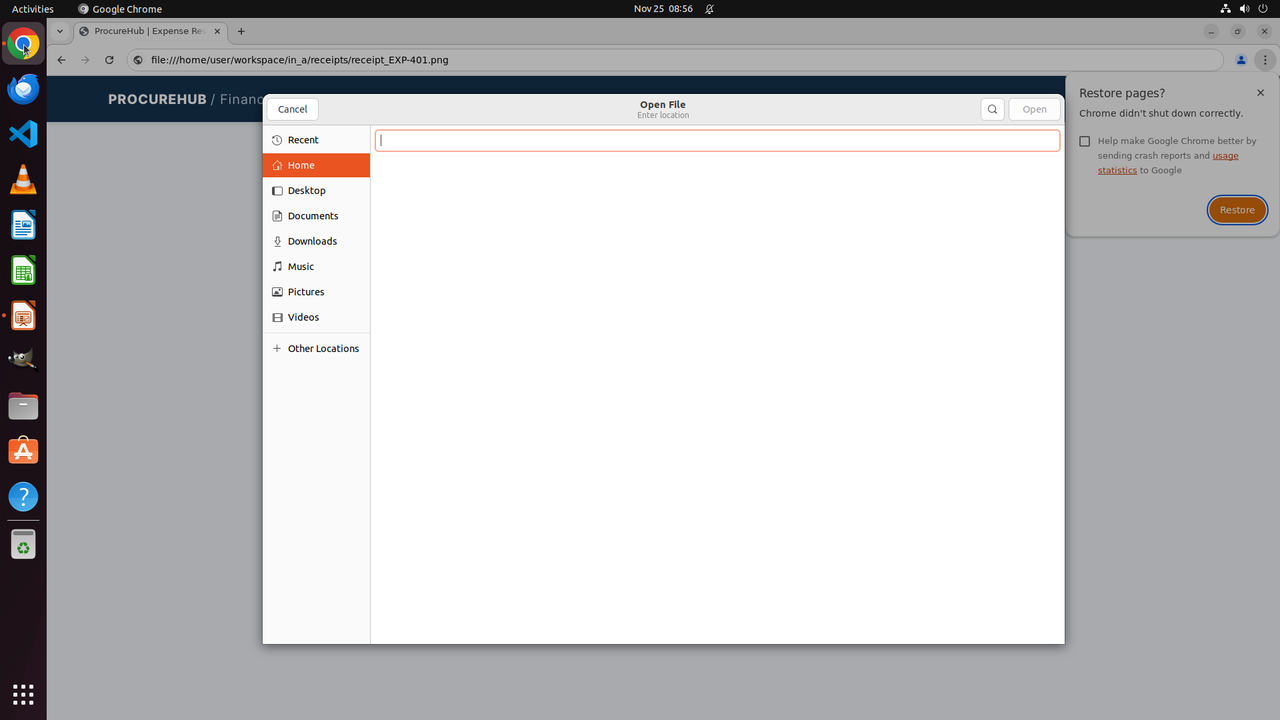 Activities
Google Chrome
Nov 25 08:56
ProcureHub | Expense Re
file:///home/user/workspace/in_a/receipts/receipt_EXP-401.png
PROCUREHUB / Financ
Restore pages?
Chrome didn't shut down correctly.
Help make Google Chrome better by
sending crash reports and usage
statistics to Google
Restore
Cancel
Open File
Enter location
Open
Recent
Home
Desktop
Documents
Downloads
Music
Pictures
Videos
Other Locations